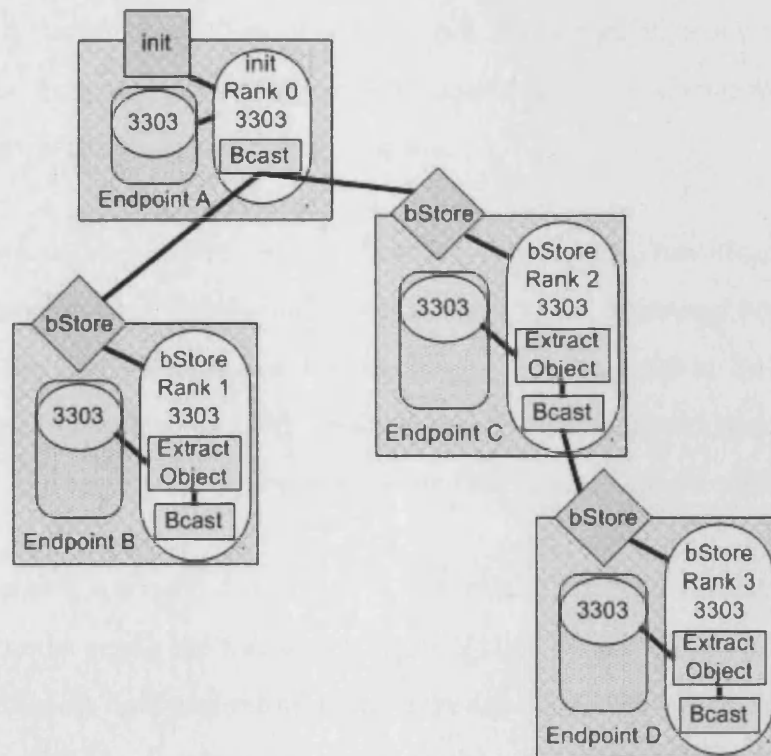 init
init
Rank 0
3303
3303
Bcast
Endpoint A
bStore
bStore
Rank 2
3303
3303
Extract
Object
Bcast
Endpoint C
bStore
bStore
Rank 1
3303
3303
Extract
Object
Bcast
Endpoint B
bStore
bStore
Rank 3
3303
3303
Extract
Object
Bcast
Endpoint D